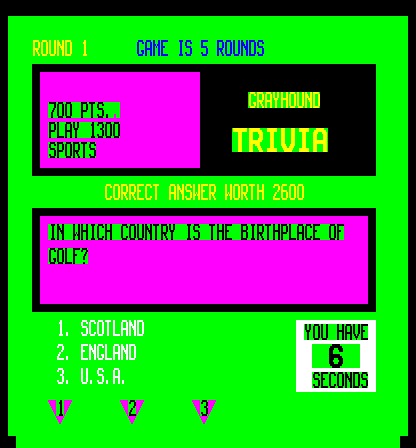 ROUND 1 GAME IS 5 ROUNDS
700 PTS..
PLAY 1300
SPORTS
GRAYHOUND
TRIVIA
CORRECT ANSWER WORTH 2600
IN WHICH COUNTRY IS THE BIRTHPLACE OF
GOLF?
1. SCOTLAND
2. ENGLAND
3. U.S.A.
YOU HAVE
6
SECONDS
1 2 3